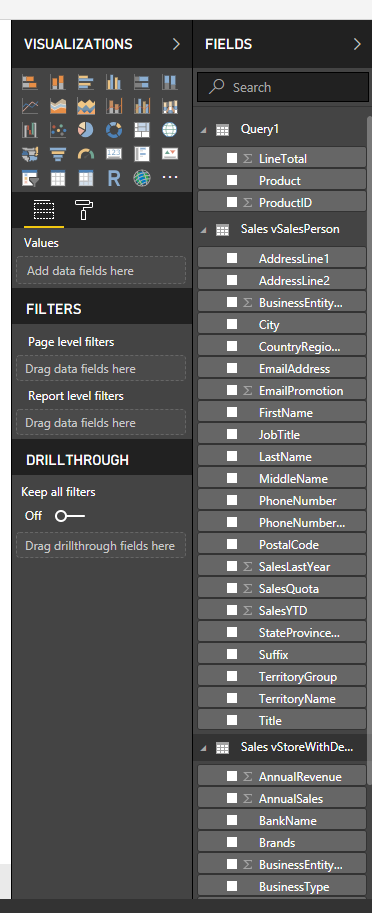 VISUALIZATIONS
Values
Add data fields here
FILTERS
Page level filters
Drag data fields here
Report level filters
Drag data fields here
DRILLTHROUGH
Keep all filters
Off
Drag drillthrough fields here
FIELDS
Search
Query1
Σ LineTotal
Product
Σ ProductID
Sales vSalesPerson
AddressLine1
AddressLine2
Σ BusinessEntity...
City
CountryRegio...
EmailAddress
Σ EmailPromotion
FirstName
JobTitle
LastName
MiddleName
PhoneNumber
PhoneNumber...
PostalCode
Σ SalesLastYear
Σ SalesQuota
Σ SalesYTD
StateProvince...
Suffix
TerritoryGroup
TerritoryName
Title
Sales vStoreWithDe...
Σ AnnualRevenue
Σ AnnualSales
BankName
Brands
Σ BusinessEntity...
BusinessType